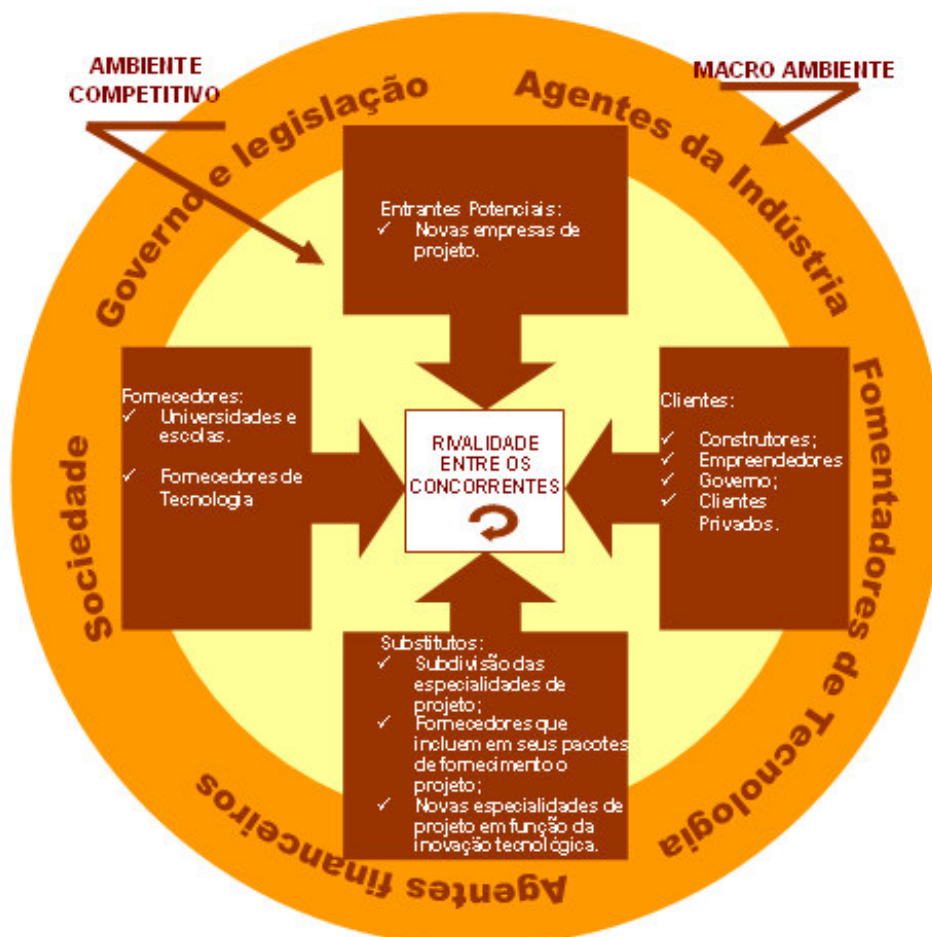 AMBIENTE
COMPETITIVO
MACRO AMBIENTE
Governo e legislação
Agentes da Indústria
Entrantes Potenciais:
✓ Novas empresas de
projeto.
Fornecedores:
✓ Universidades e
escolas.
✓ Fornecedores de
Tecnologia
RIVALIDADE
ENTRE OS
CONCORRENTES
Clientes:
✓ Construtores;
✓ Empreendedores
✓ Governo;
✓ Clientes
Privados.
Sociedade
Fomentadores de Tecnologia
Substitutos:
✓ Subdivisão das
especialidades de
projeto;
✓ Fornecedores que
incluem em seus pacotes
de fornecimento o
projeto;
✓ Novas especialidades de
projeto em função da
inovação tecnológica.
Agentes financeiros